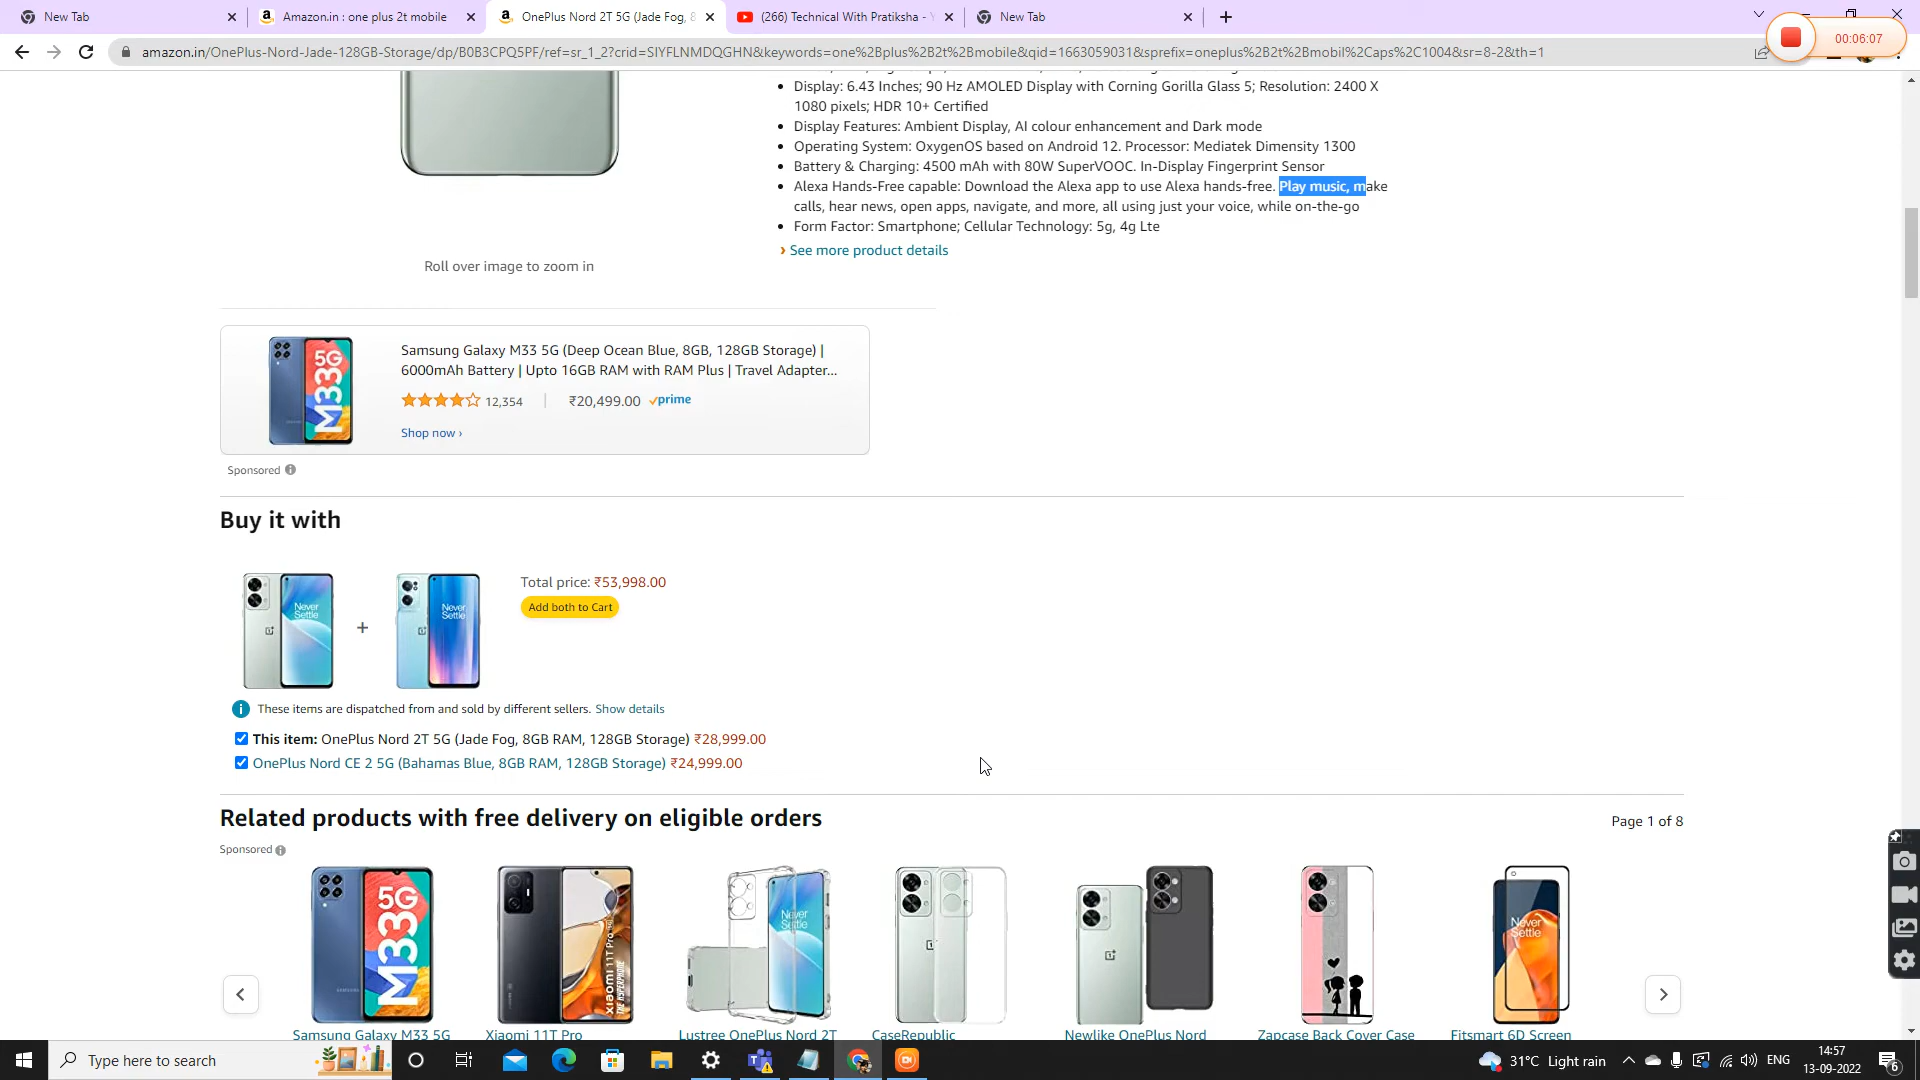 New Tab
Amazon.in : one plus 2t mobile
OnePlus Nord 2T 5G (Jade Fog, 8
(266) Technical With Pratiksha - Y
New Tab
amazon.in/OnePlus-Nord-Jade-128GB-Storage/dp/B0B3CPQ5PF/ref=sr_1_2?crid=SIYFLNMDQGHN&keywords=one%2Bplus%2B2t%2Bmobile&qid=1663059031&sprefix=oneplus%2B2t%2Bmobil%2Caps%2C1004&sr=8-2&th=1
00:06:07
Display: 6.43 Inches; 90 Hz AMOLED Display with Corning Gorilla Glass 5; Resolution: 2400 X
1080 pixels; HDR 10+ Certified
Display Features: Ambient Display, AI colour enhancement and Dark mode
Operating System: OxygenOS based on Android 12. Processor: Mediatek Dimensity 1300
Battery & Charging: 4500 mAh with 80W SuperVOOC. In-Display Fingerprint Sensor
Alexa Hands-Free capable: Download the Alexa app to use Alexa hands-free. Play music, make
calls, hear news, open apps, navigate, and more, all using just your voice, while on-the-go
Form Factor: Smartphone; Cellular Technology: 5g, 4g Lte
› See more product details
Roll over image to zoom in
5G
M33
Samsung Galaxy M33 5G (Deep Ocean Blue, 8GB, 128GB Storage) |
6000mAh Battery | Upto 16GB RAM with RAM Plus | Travel Adapter...
12,354 | ₹20,499.00 prime
Shop now ›
Sponsored
Buy it with
Never
Settle
+
Never
Settle
Total price: ₹53,998.00
Add both to Cart
These items are dispatched from and sold by different sellers. Show details
This item: OnePlus Nord 2T 5G (Jade Fog, 8GB RAM, 128GB Storage) ₹28,999.00
OnePlus Nord CE 2 5G (Bahamas Blue, 8GB RAM, 128GB Storage) ₹24,999.00
Related products with free delivery on eligible orders
Page 1 of 8
Sponsored
5G
M33
SAMSUNG
Xiaomi 11T Pro
THE HYPERPHONE
Never
Settle
Never
Settle
Samsung Galaxy M33 5G
Xiaomi 11T Pro
Lustree OnePlus Nord 2T
CaseRepublic
Newlike OnePlus Nord
Zapcase Back Cover Case
Fitsmart 6D Screen
Type here to search
31°C Light rain
ENG
14:57
13-09-2022
6